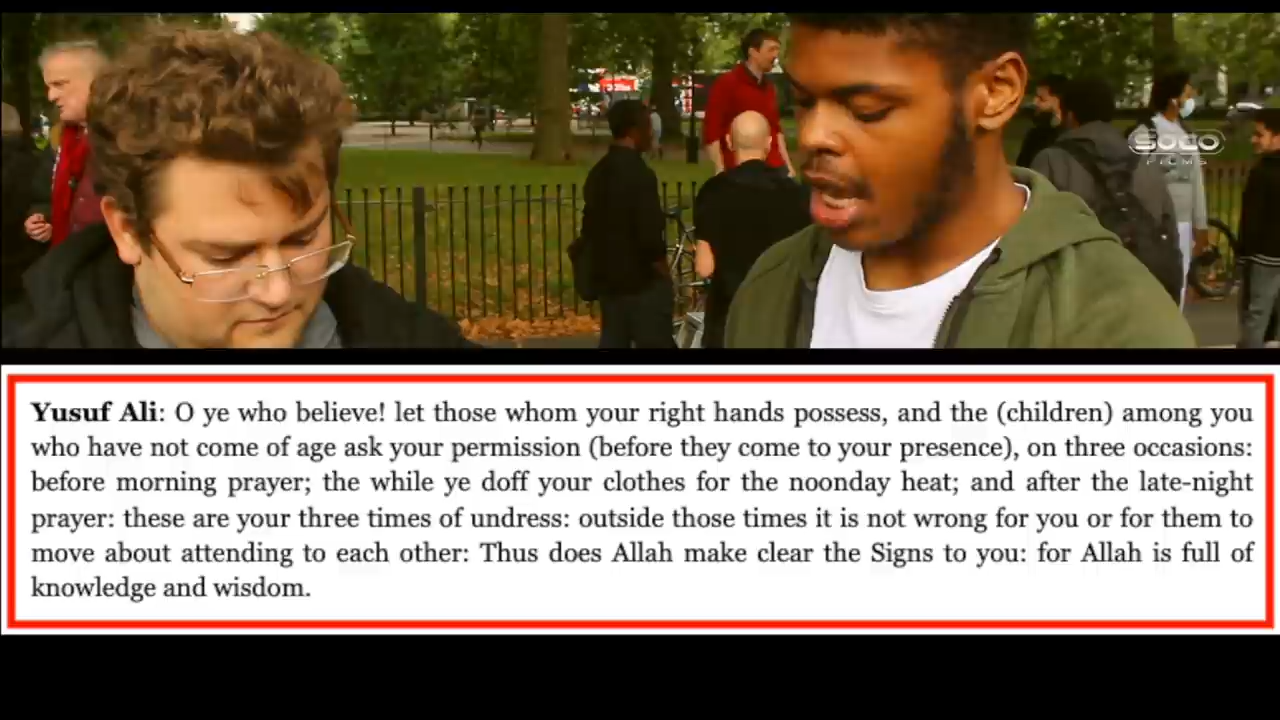 SOCO
FILMS
Yusuf Ali: O ye who believe! let those whom your right hands possess, and the (children) among you
who have not come of age ask your permission (before they come to your presence), on three occasions:
before morning prayer; the while ye doff your clothes for the noonday heat; and after the late-night
prayer: these are your three times of undress: outside those times it is not wrong for you or for them to
move about attending to each other: Thus does Allah make clear the Signs to you: for Allah is full of
knowledge and wisdom.